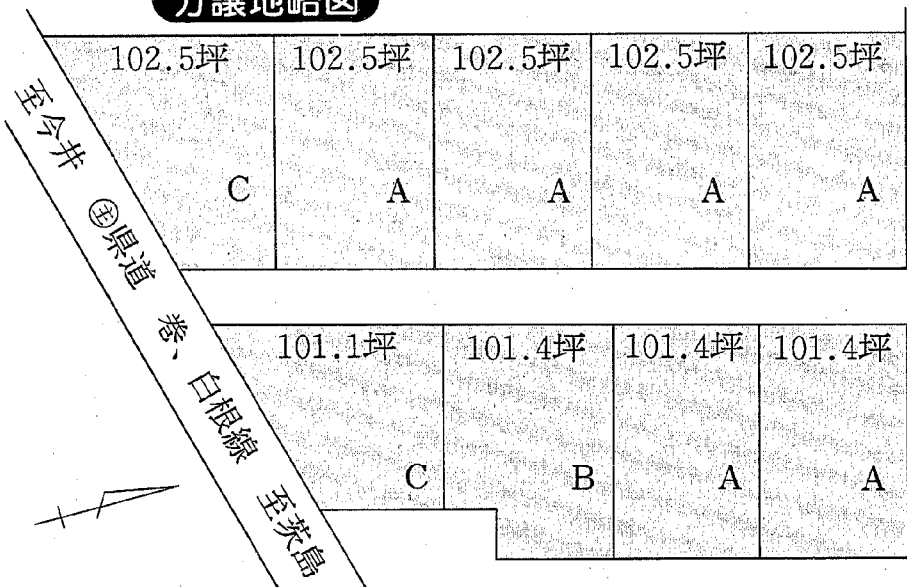 分譲地略図
102.5坪 102.5坪 102.5坪 102.5坪 102.5坪
C A A A A
至今井 ㊤県道 巻、白根線 至茨島
101.1坪 101.4坪 101.4坪 101.4坪
C B A A